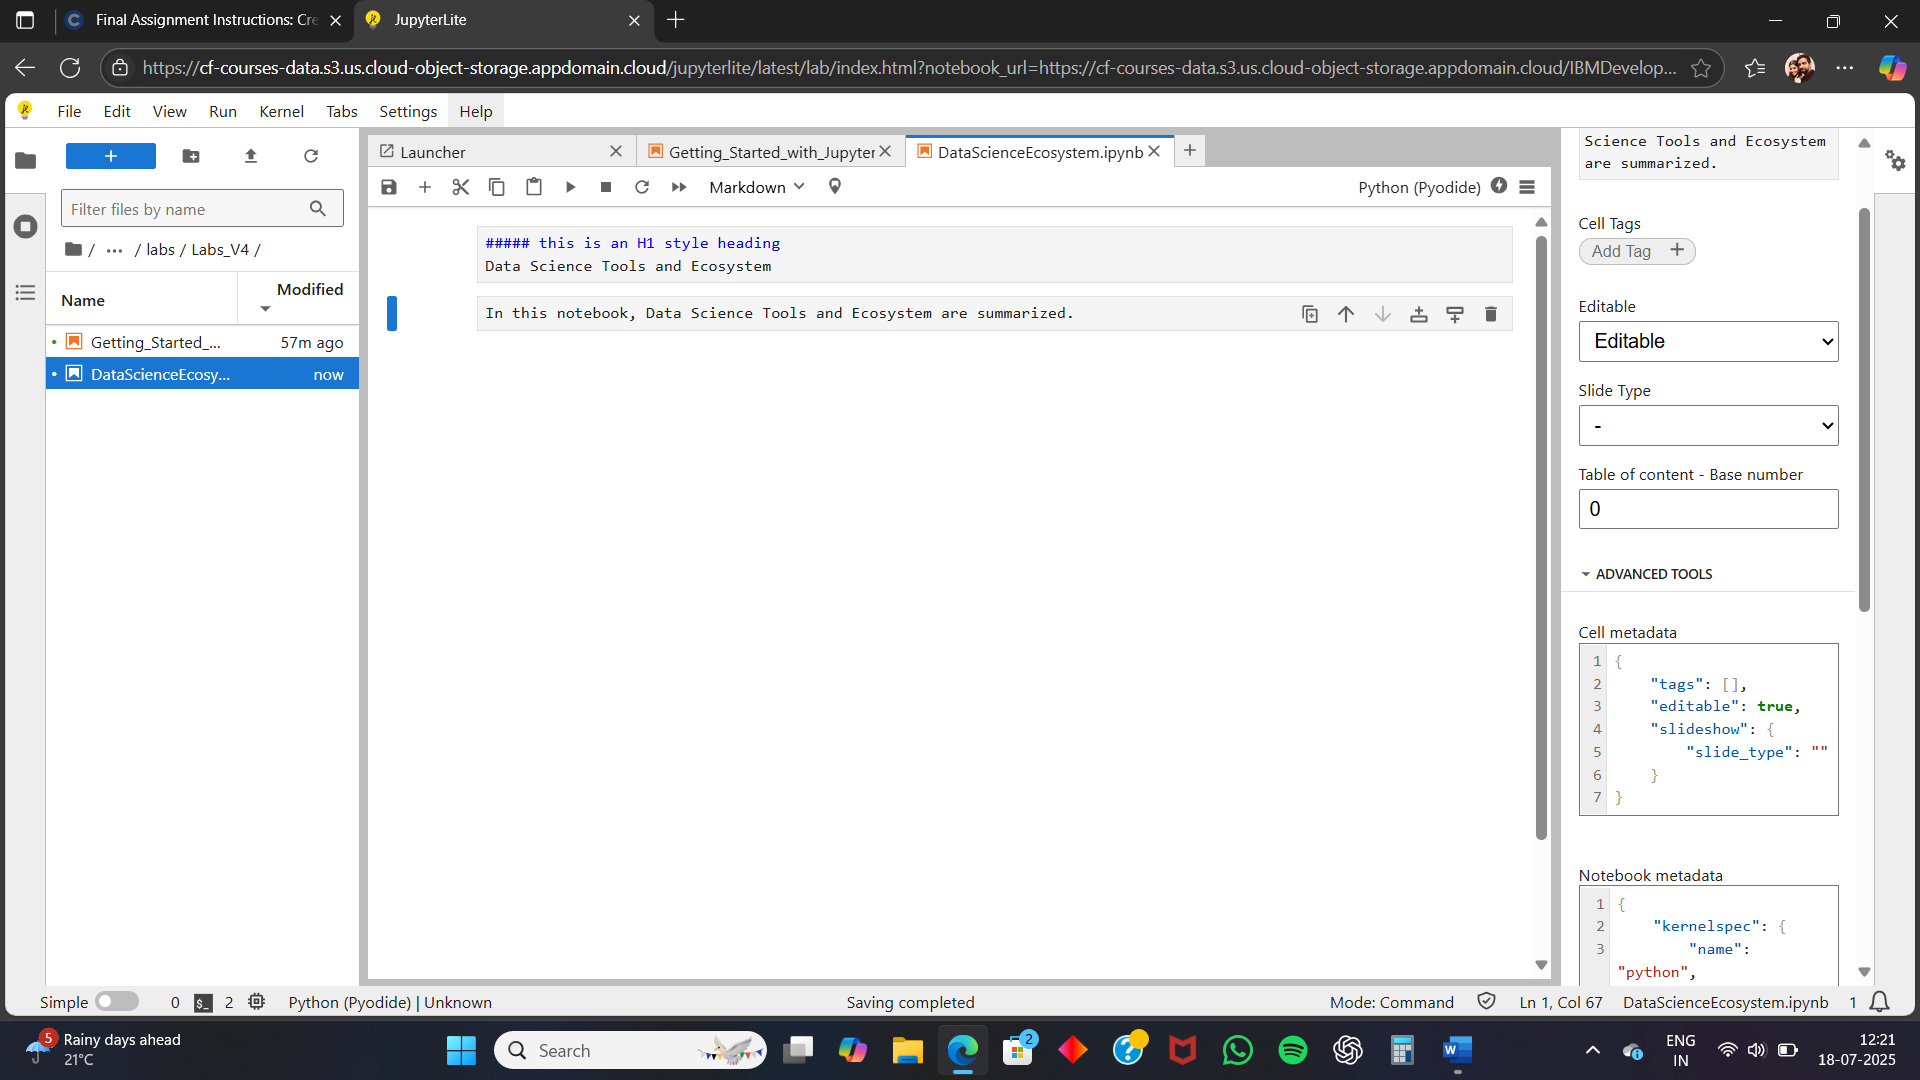 Final Assignment Instructions: Cre
JupyterLite
https://cf-courses-data.s3.us.cloud-object-storage.appdomain.cloud/jupyterlite/latest/lab/index.html?notebook_url=https://cf-courses-data.s3.us.cloud-object-storage.appdomain.cloud/IBMDevelop...
File Edit View Run Kernel Tabs Settings Help
Launcher
Getting_Started_with_Jupyter
DataScienceEcosystem.ipynb
Markdown
Python (Pyodide)
Filter files by name
/ ... / labs / Labs_V4 /
Name Modified
Getting_Started_... 57m ago
DataScienceEcosy... now
##### this is an H1 style heading
Data Science Tools and Ecosystem
In this notebook, Data Science Tools and Ecosystem are summarized.
Science Tools and Ecosystem
are summarized.
Cell Tags
Add Tag +
Editable
Editable
Slide Type
-
Table of content - Base number
0
ADVANCED TOOLS
Cell metadata
1 {
2 "tags": [],
3 "editable": true,
4 "slideshow": {
5 "slide_type": ""
6 }
7 }
Notebook metadata
1 {
2 "kernelspec": {
3 "name":
"python",
Simple 0 $_ 2 Python (Pyodide) | Unknown Saving completed Mode: Command Ln 1, Col 67 DataScienceEcosystem.ipynb 1
5 Rainy days ahead
21°C
Search
2
W
ENG
IN
12:21
18-07-2025